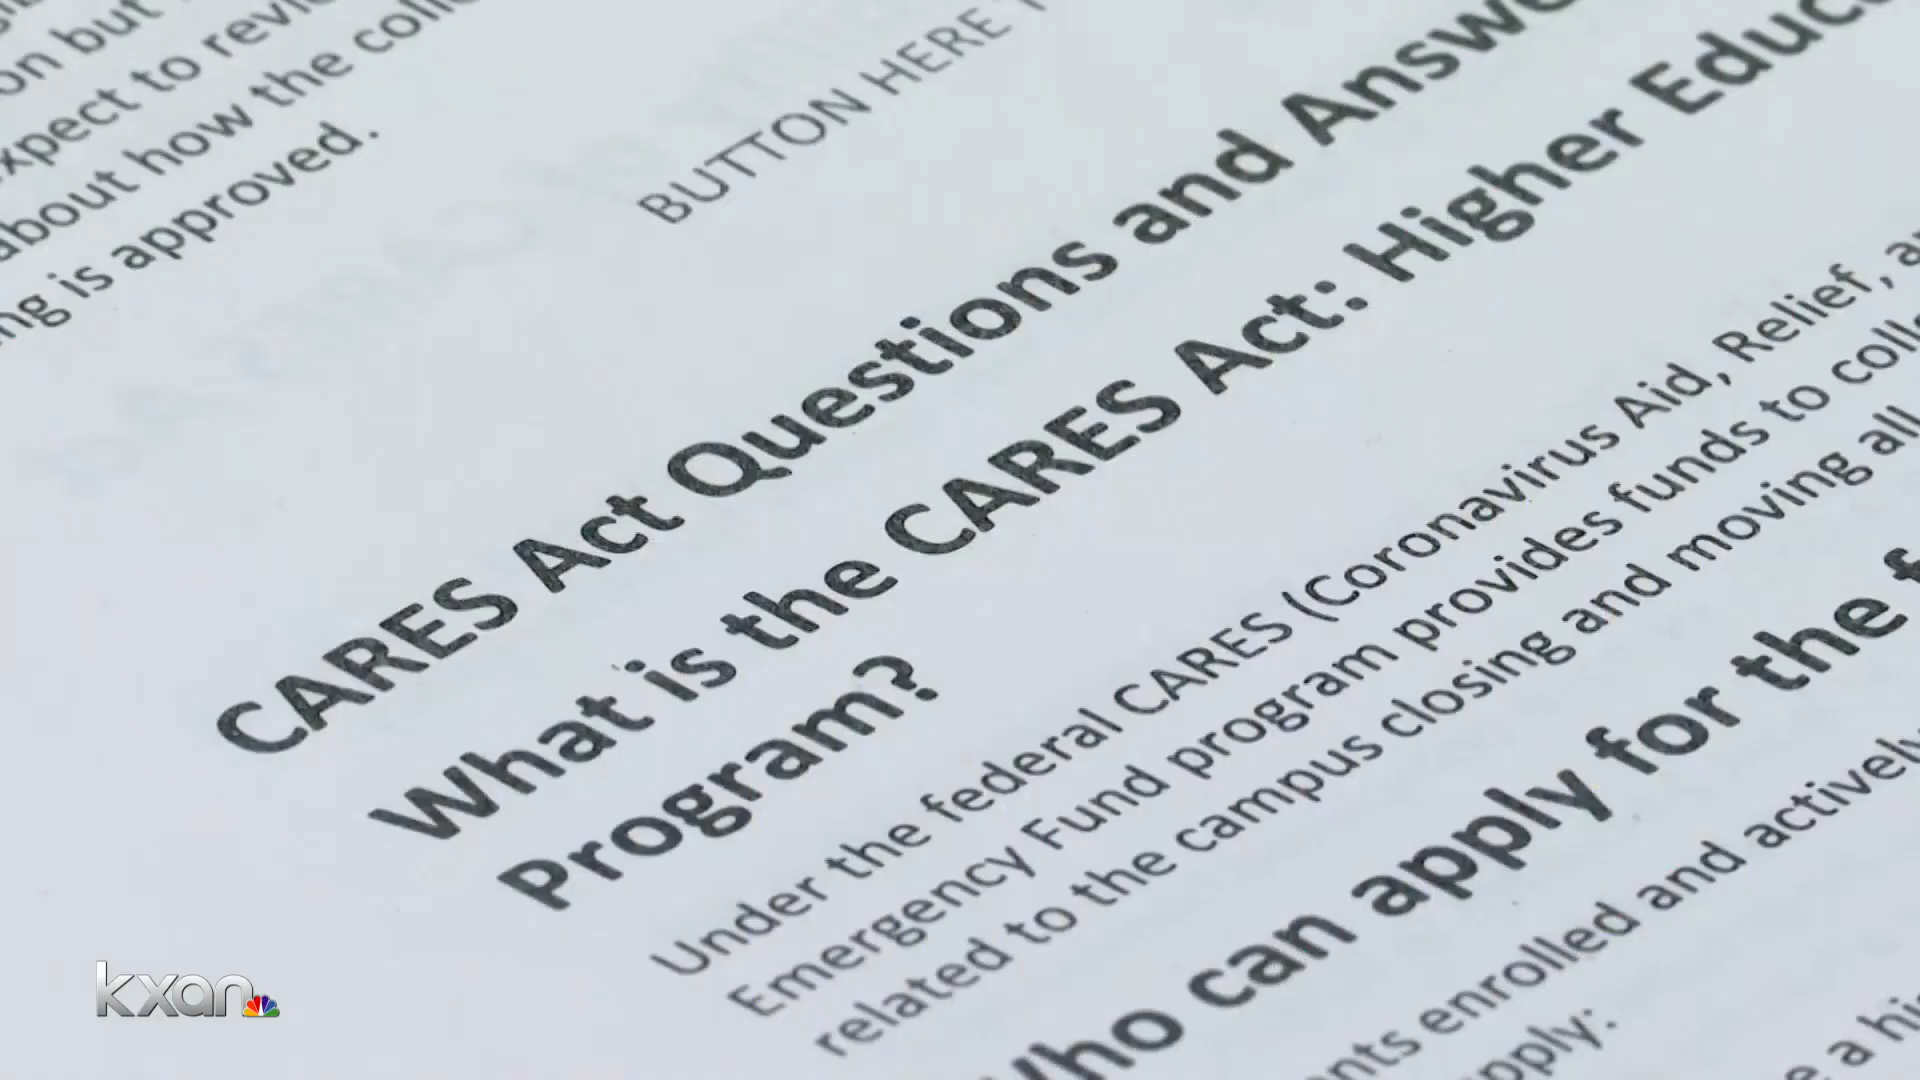 on but
xpect to revi
about how the coll
ng is approved.
BUTTON HERE
CARES Act Questions and Answe
What is the CARES Act: Higher Educ
Program?
Under the federal CARES (Coronavirus Aid, Relief, a
Emergency Fund program provides funds to coll
related to the campus closing and moving all
Who can apply for the f
nts enrolled and actively
pply:
e a hi
kxan